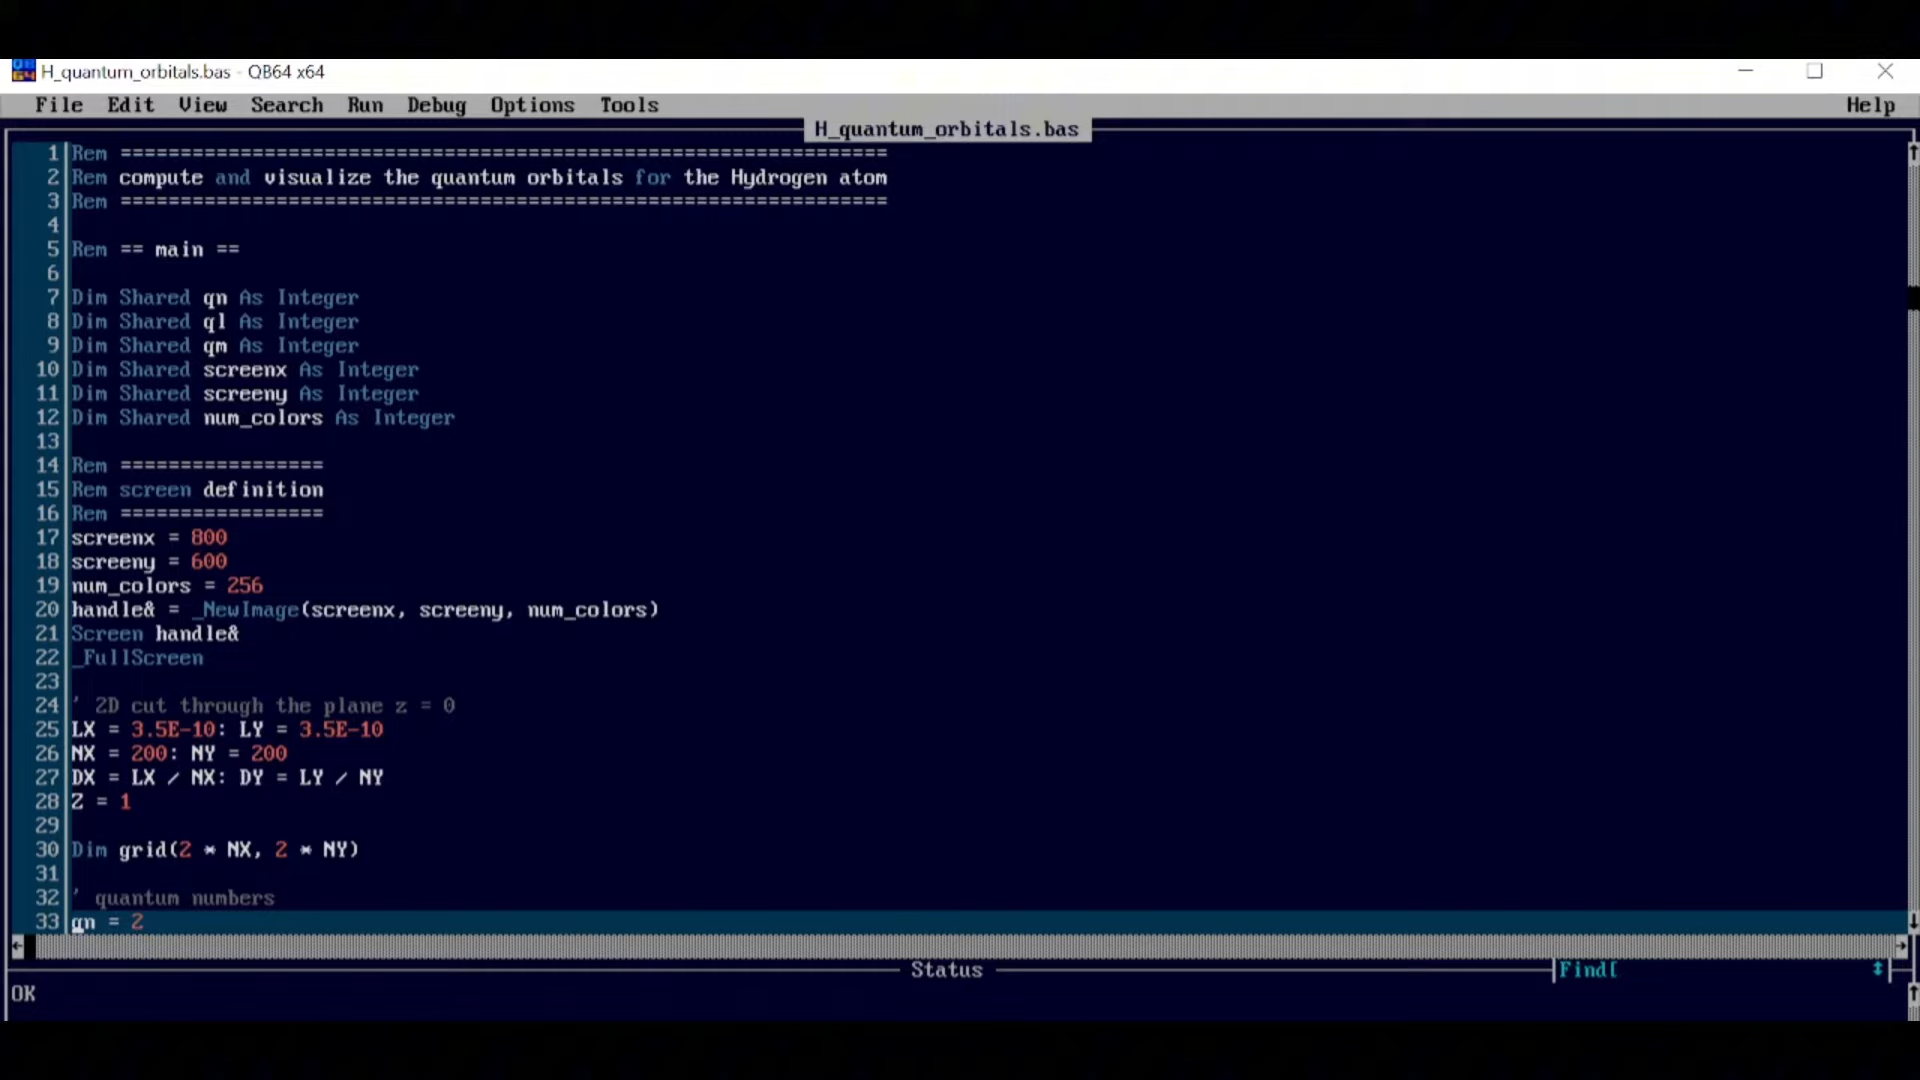 H_quantum_orbitals.bas - QB64 x64
File Edit View Search Run Debug Options Tools Help
H_quantum_orbitals.bas
1 Rem ================================================================
2 Rem compute and visualize the quantum orbitals for the Hydrogen atom
3 Rem ================================================================
4
5 Rem == main ==
6
7 Dim Shared qn As Integer
8 Dim Shared ql As Integer
9 Dim Shared qm As Integer
10 Dim Shared screenx As Integer
11 Dim Shared screeny As Integer
12 Dim Shared num_colors As Integer
13
14 Rem =================
15 Rem screen definition
16 Rem =================
17 screenx = 800
18 screeny = 600
19 num_colors = 256
20 handle& = _NewImage(screenx, screeny, num_colors)
21 Screen handle&
22 _FullScreen
23
24 ' 2D cut through the plane z = 0
25 LX = 3.5E-10: LY = 3.5E-10
26 NX = 200: NY = 200
27 DX = LX / NX: DY = LY / NY
28 Z = 1
29
30 Dim grid(2 * NX, 2 * NY)
31
32 ' quantum numbers
33 qn = 2
Status
Find[
OK